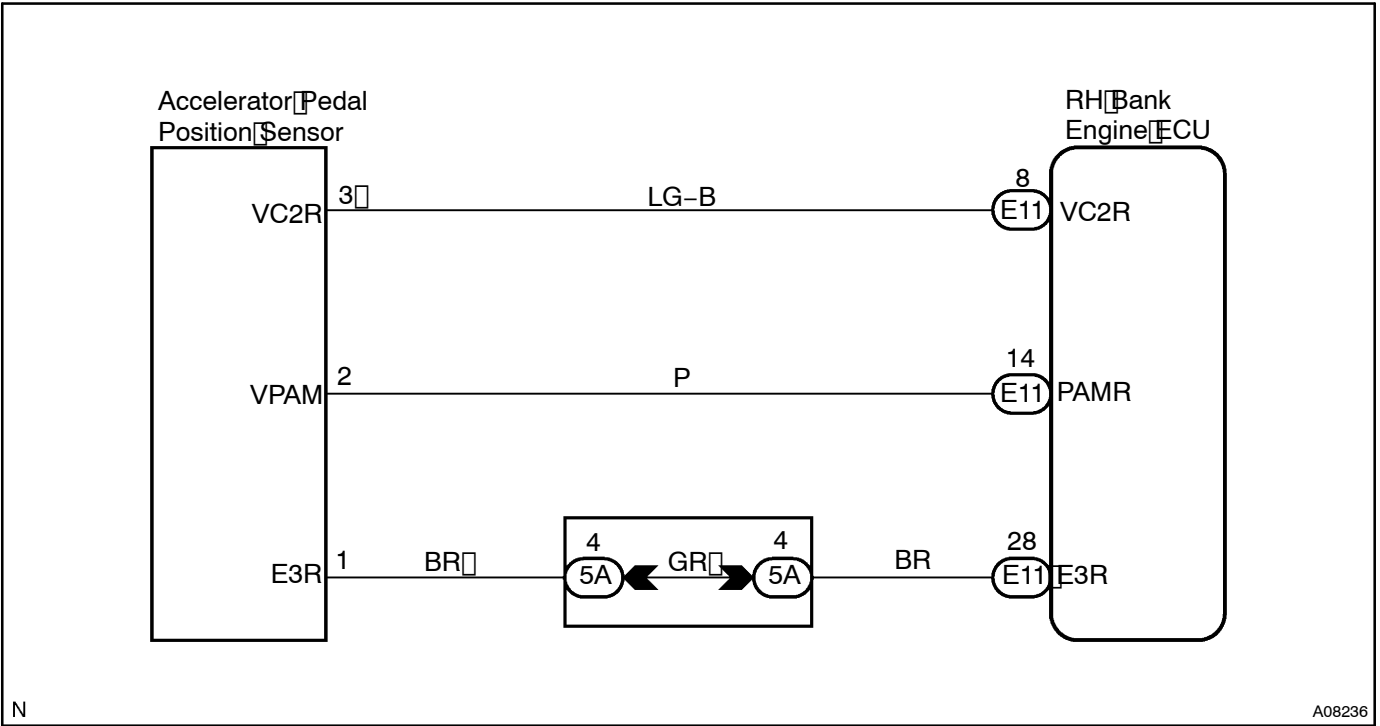 Accelerator Pedal
Position Sensor
RH Bank
Engine ECU
VC2R
3
LG–B
8
E11
VC2R
VPAM
2
P
14
E11
PAMR
E3R
1
BR
4
5A
GR
4
5A
BR
28
E11
E3R
N
A08236